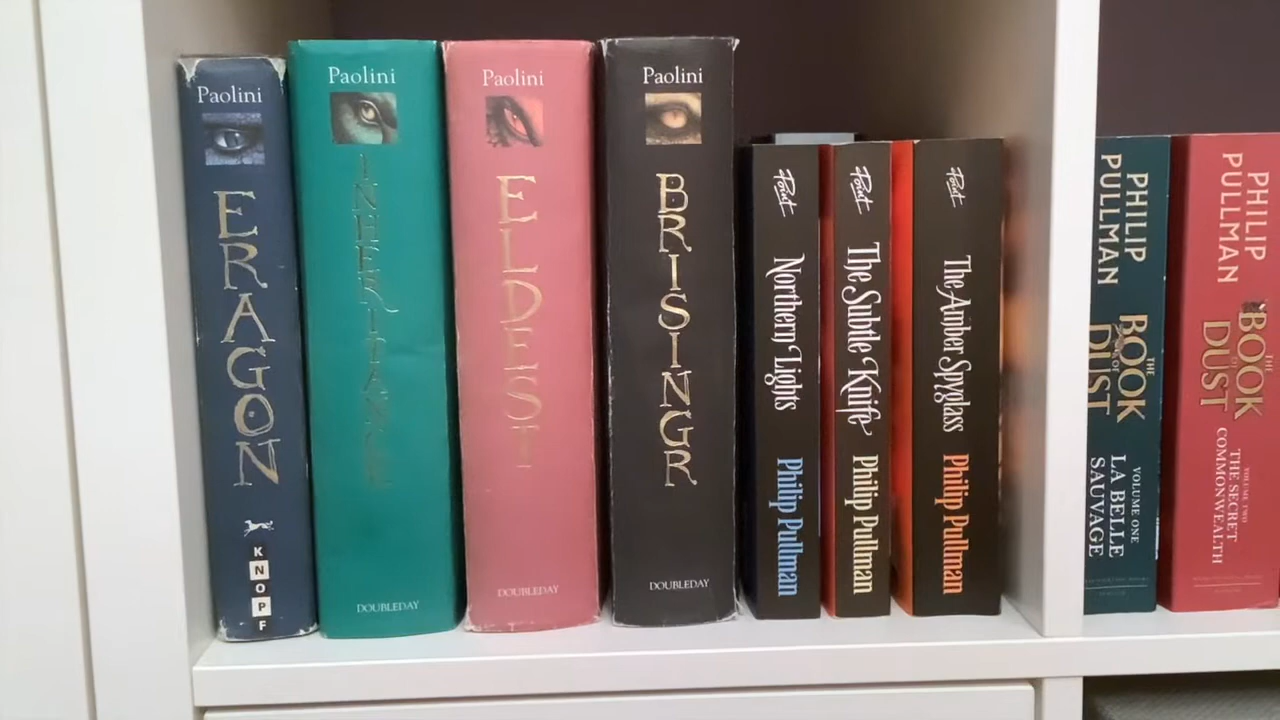 Paolini
ERAGON
KNOPF
Paolini
INHERITANCE
DOUBLEDAY
Paolini
ELDEST
DOUBLEDAY
Paolini
BRISINGR
DOUBLEDAY
Point
Northern Lights
Philip Pullman
Point
The Subtle Knife
Philip Pullman
Point
The Amber Spyglass
Philip Pullman
PHILIP
PULLMAN
THE
BOOK
OF
DUST
VOLUME ONE
LA BELLE
SAUVAGE
PHILIP
PULLMAN
THE
BOOK
OF
DUST
VOLUME TWO
THE SECRET
COMMONWEALTH